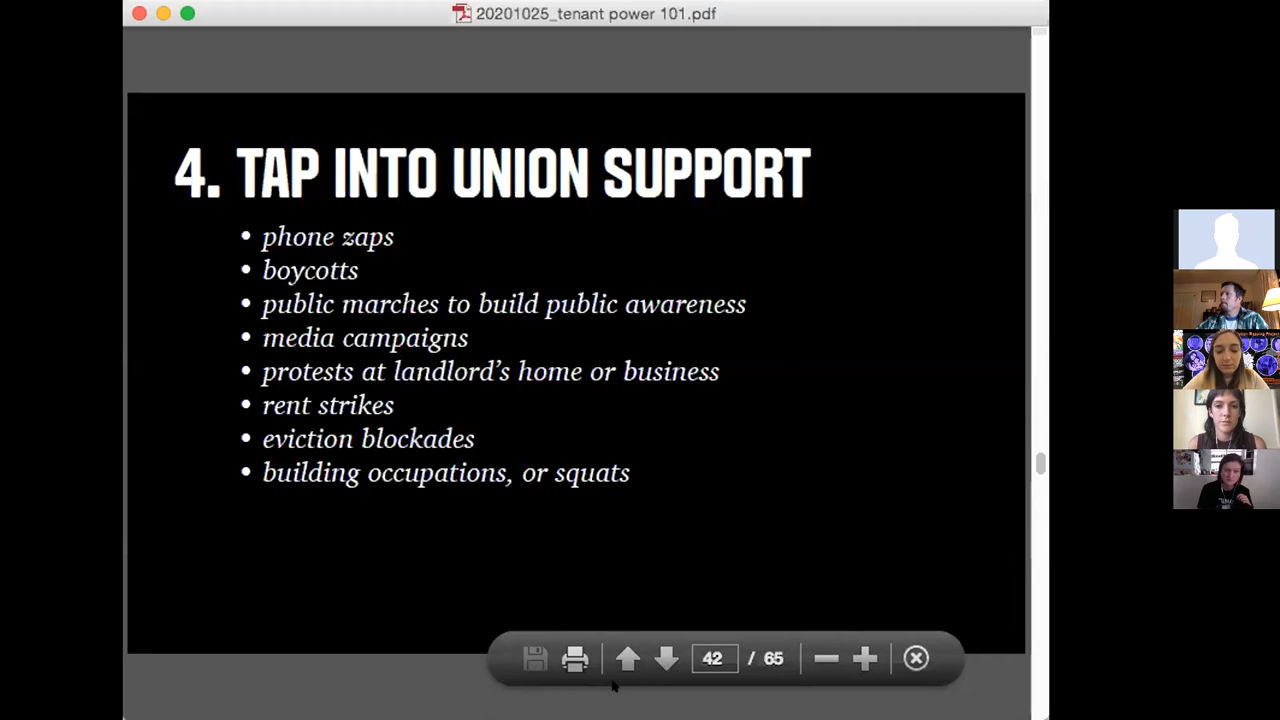 20201025_tenant power 101.pdf
4. TAP INTO UNION SUPPORT
• phone zaps
• boycotts
• public marches to build public awareness
• media campaigns
• protests at landlord's home or business
• rent strikes
• eviction blockades
• building occupations, or squats
42 / 65